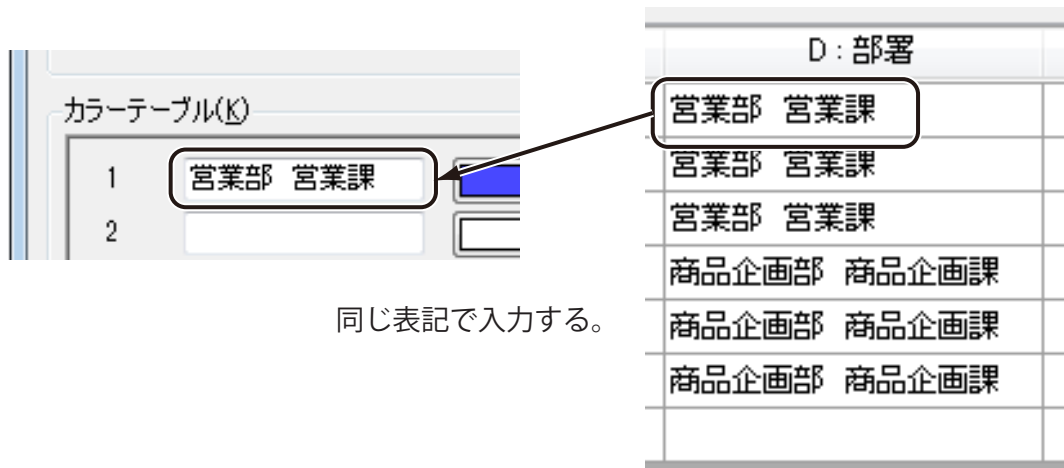 カラーテーブル(K)
1 営業部 営業課
2
同じ表記で入力する。
D:部署
営業部 営業課
営業部 営業課
営業部 営業課
商品企画部 商品企画課
商品企画部 商品企画課
商品企画部 商品企画課